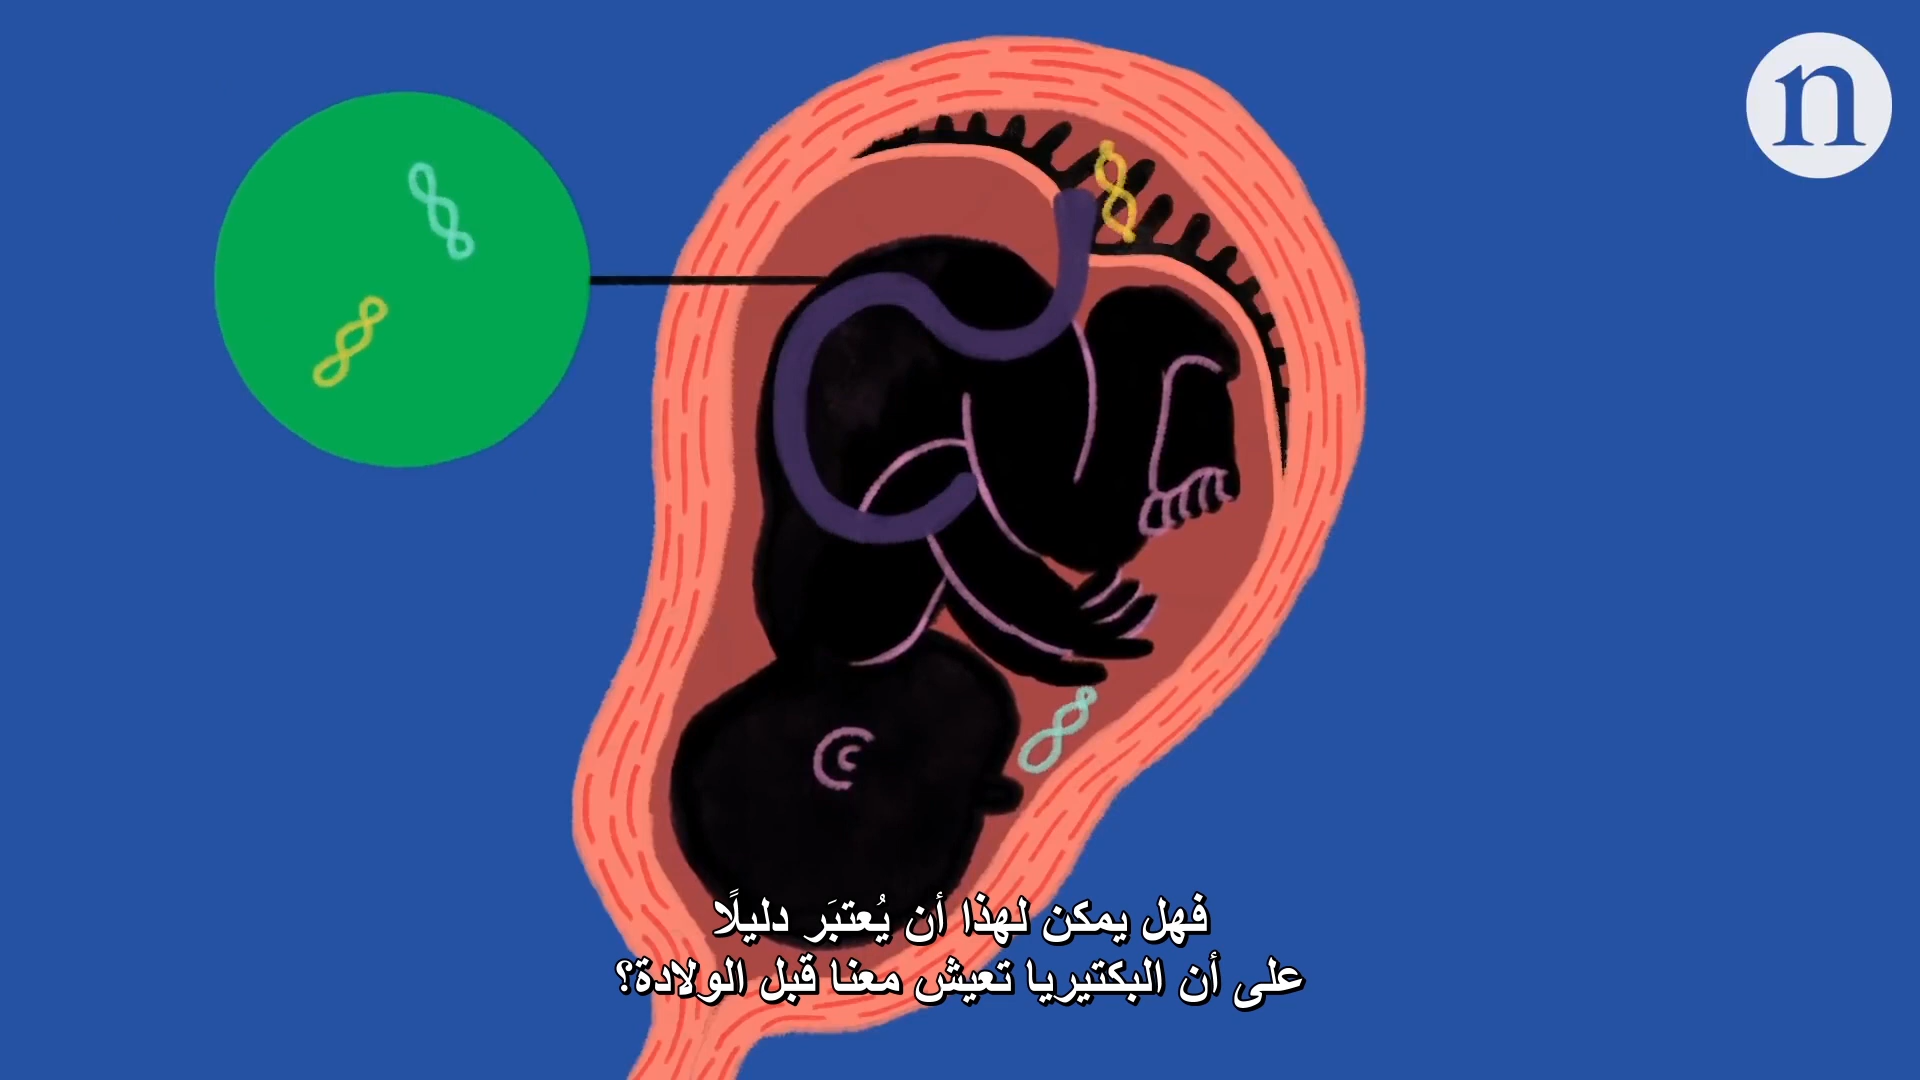 n
فهل يمكن لهذا أن يُعتبَر دليلًا
على أن البكتيريا تعيش معنا قبل الولادة؟